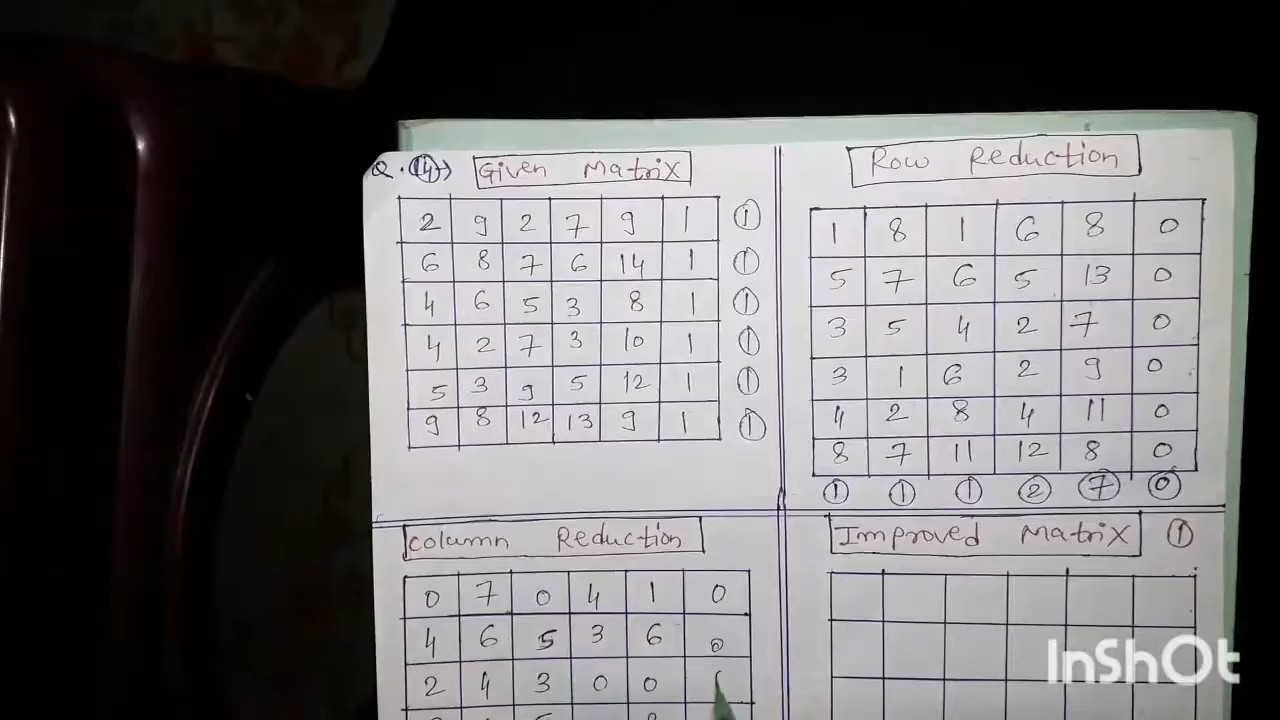 Q.14→ Given Matrix
2 9 2 7 9 1 ①
6 8 7 6 14 1 ①
4 6 5 3 8 1 ①
4 2 7 3 10 1 ①
5 3 9 5 12 1 ①
9 8 12 13 9 1 ①
Row Reduction
1 8 1 6 8 0
5 7 6 5 13 0
3 5 4 2 7 0
3 1 6 2 9 0
4 2 8 4 11 0
8 7 11 12 8 0
① ① ① ② ⑦ ⓪
Column Reduction
0 7 0 4 1 0
4 6 5 3 6 0
2 4 3 0 0
Improved Matrix ①
InShOt